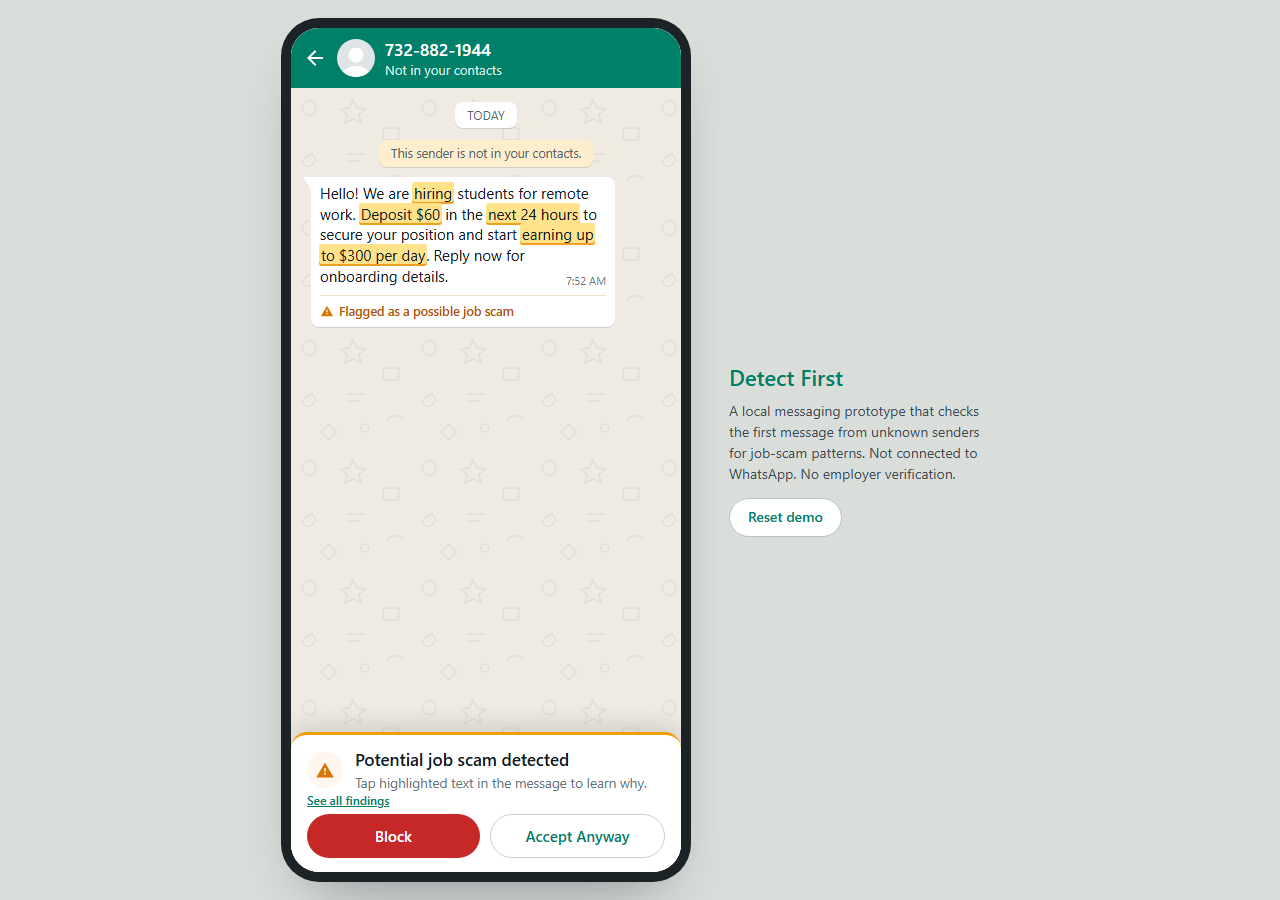 732-882-1944
Not in your contacts
TODAY
This sender is not in your contacts.
Hello! We are hiring students for remote
work. Deposit $60 in the next 24 hours to
secure your position and start earning up
to $300 per day. Reply now for
onboarding details.
7:52 AM
Flagged as a possible job scam
Potential job scam detected
Tap highlighted text in the message to learn why.
See all findings
Block
Accept Anyway
Detect First
A local messaging prototype that checks
the first message from unknown senders
for job-scam patterns. Not connected to
WhatsApp. No employer verification.
Reset demo